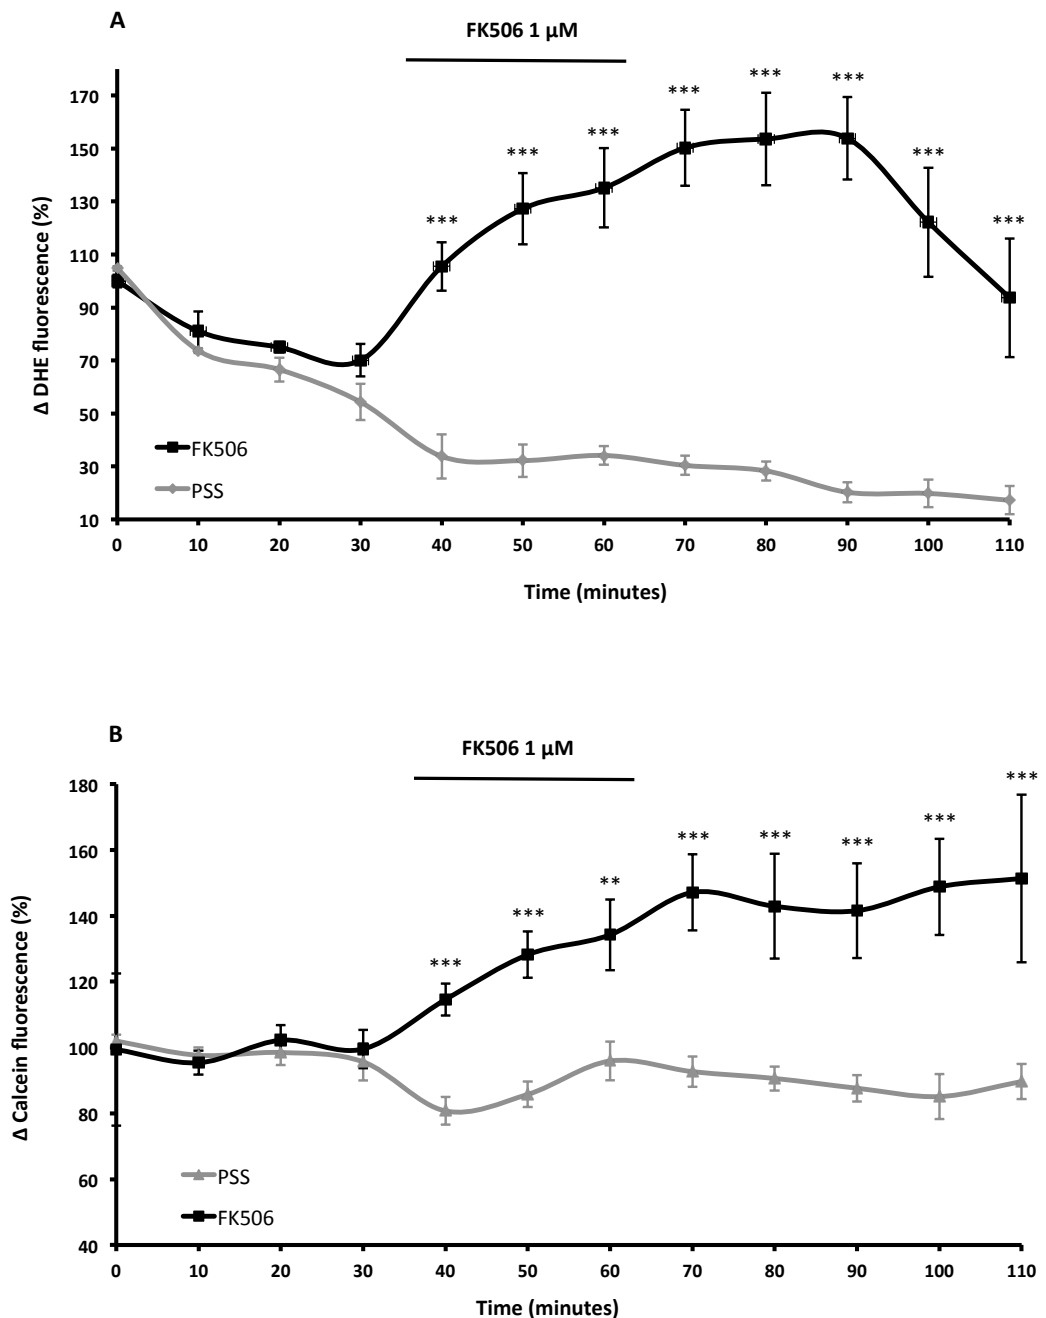 A
FK506 1 µM
Δ DHE fluorescence (%)
170
150
130
110
90
70
50
30
10
***
***
***
***
***
***
***
***
FK506
PSS
0 10 20 30 40 50 60 70 80 90 100 110
Time (minutes)
B
FK506 1 µM
Δ Calcein fluorescence (%)
180
160
140
120
100
80
60
40
***
***
**
***
***
***
***
***
PSS
FK506
0 10 20 30 40 50 60 70 80 90 100 110
Time (minutes)